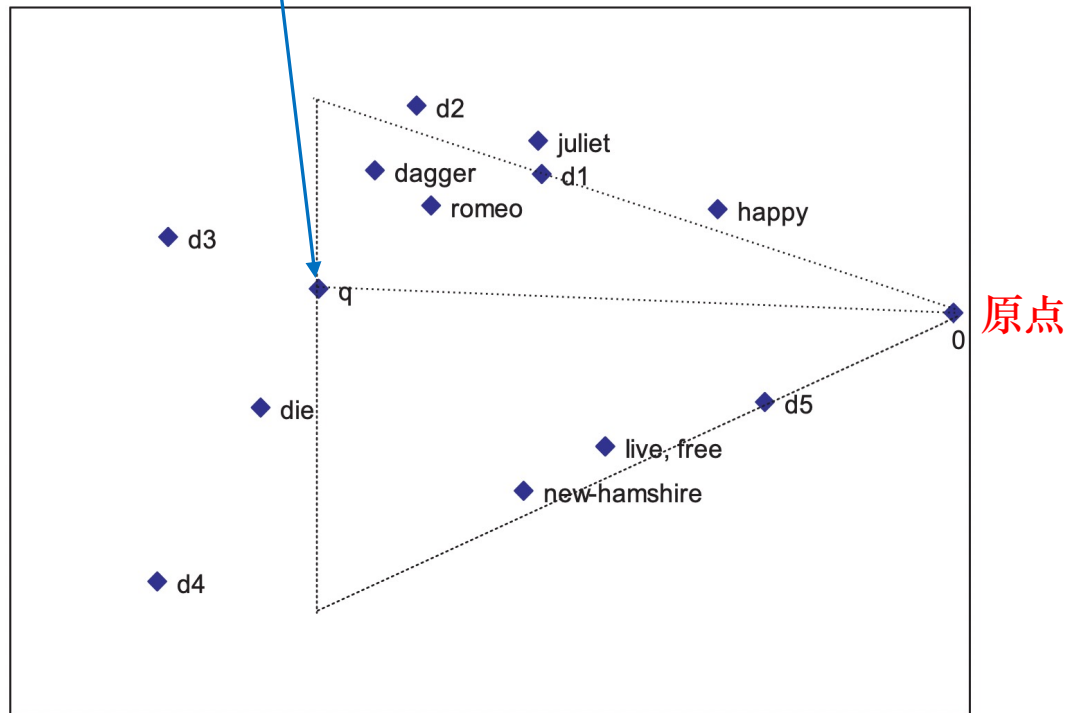 d2
juliet
dagger
d1
romeo
happy
d3
q
原点
0
die
d5
live, free
new-hamshire
d4